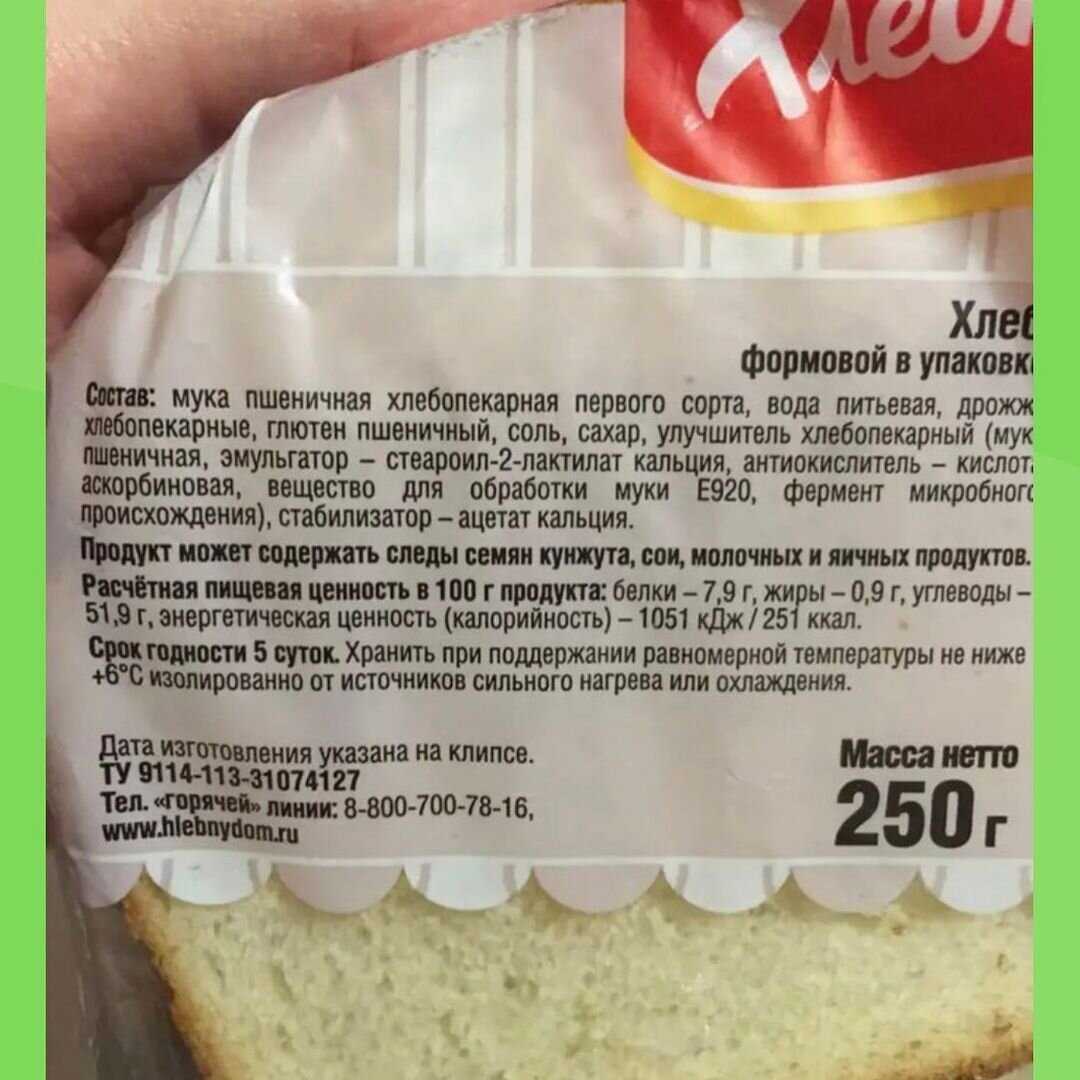 Хлеб
Хлеб
формовой в упаковк
Состав: мука пшеничная хлебопекарная первого сорта, вода питьевая, дрожж
хлебопекарные, глютен пшеничный, соль, сахар, улучшитель хлебопекарный (мук
пшеничная, эмульгатор – стеароил-2-лактилат кальция, антиокислитель – кислота
аскорбиновая, вещество для обработки муки Е920, фермент микробного
происхождения), стабилизатор – ацетат кальция.
Продукт может содержать следы семян кунжута, сои, молочных и яичных продуктов.
Расчётная пищевая ценность в 100 г продукта: белки – 7,9 г, жиры – 0,9 г, углеводы –
51,9 г, энергетическая ценность (калорийность) – 1051 кДж / 251 ккал.
Срок годности 5 суток. Хранить при поддержании равномерной температуры не ниже
+6°С изолированно от источников сильного нагрева или охлаждения.
Дата изготовления указана на клипсе.
ТУ 9114-113-31074127
Тел. «горячей» линии: 8-800-700-78-16,
www.hlebnydom.ru
Масса нетто
250 г